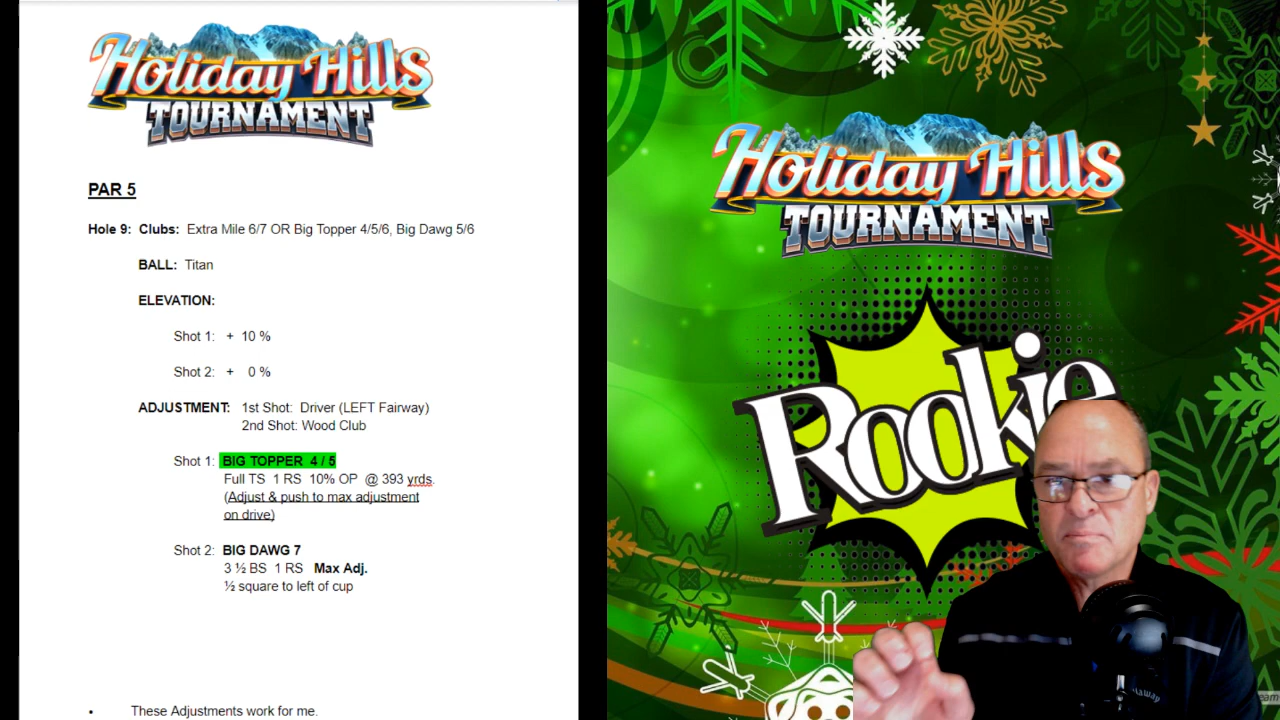 Holiday Hills
TOURNAMENT
PAR 5
Hole 9: Clubs: Extra Mile 6/7 OR Big Topper 4/5/6, Big Dawg 5/6
BALL: Titan
ELEVATION:
Shot 1: + 10 %
Shot 2: + 0 %
ADJUSTMENT: 1st Shot: Driver (LEFT Fairway)
2nd Shot: Wood Club
Shot 1: BIG TOPPER 4 / 5
Full TS 1 RS 10% OP @ 393 yrds.
(Adjust & push to max adjustment
on drive)
Shot 2: BIG DAWG 7
3 ½ BS 1 RS Max Adj.
½ square to left of cup
• These Adjustments work for me.
Holiday Hills
TOURNAMENT
Rookie